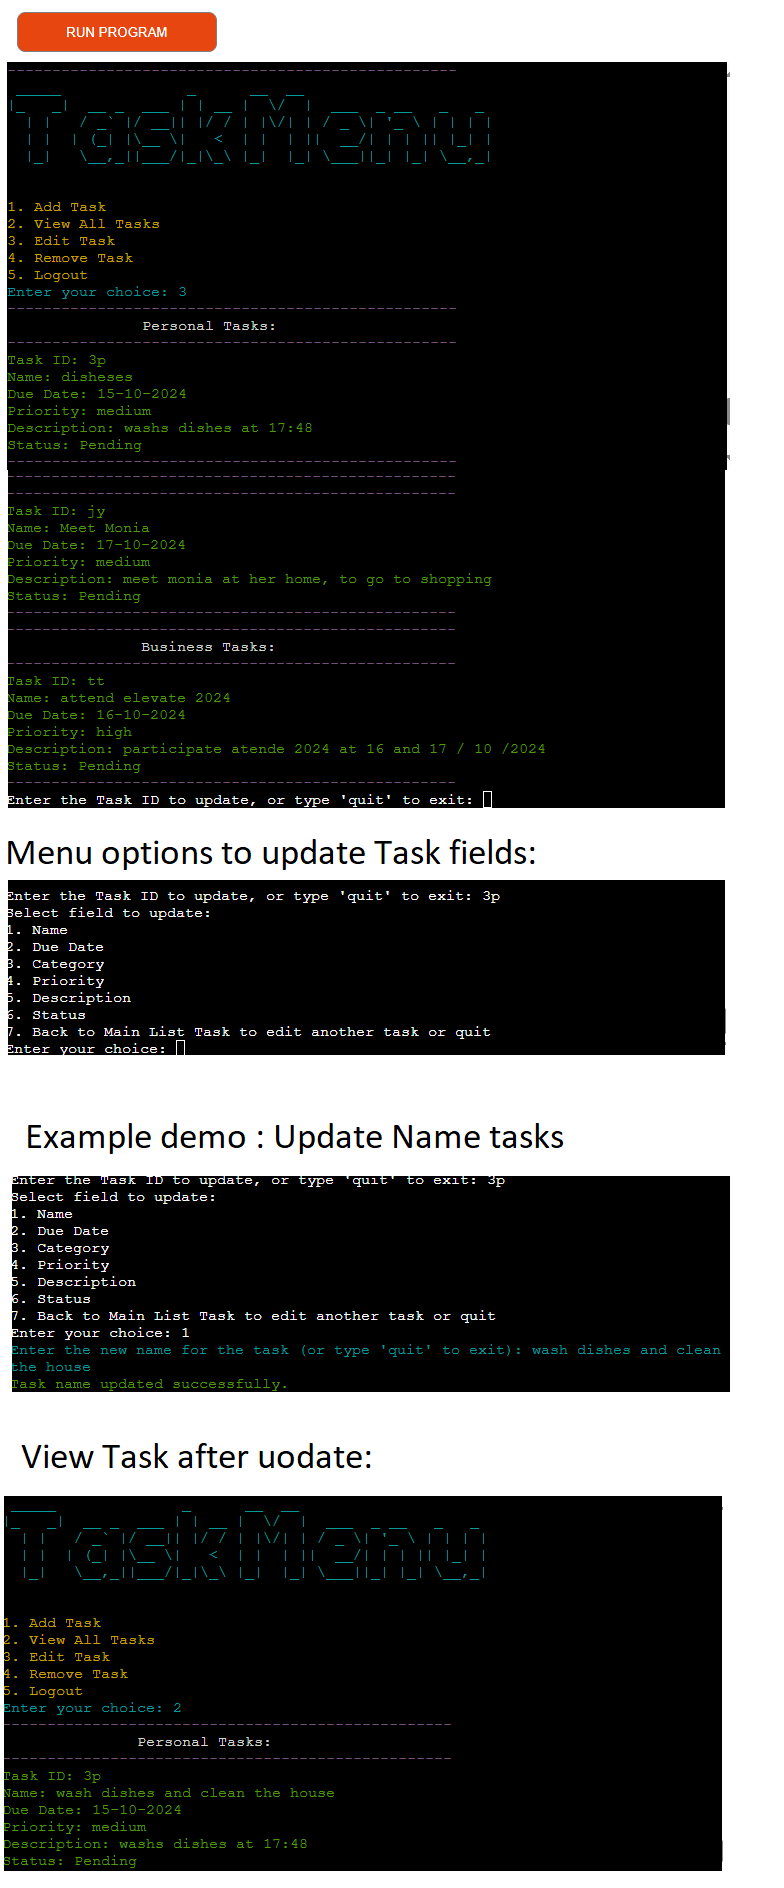 RUN PROGRAM
--------------------------------------------------
TaskMenu
1. Add Task
2. View All Tasks
3. Edit Task
4. Remove Task
5. Logout
Enter your choice: 3
--------------------------------------------------
Personal Tasks:
--------------------------------------------------
Task ID: 3p
Name: disheses
Due Date: 15-10-2024
Priority: medium
Description: washs dishes at 17:48
Status: Pending
--------------------------------------------------
--------------------------------------------------
--------------------------------------------------
Task ID: jy
Name: Meet Monia
Due Date: 17-10-2024
Priority: medium
Description: meet monia at her home, to go to shopping
Status: Pending
--------------------------------------------------
--------------------------------------------------
Business Tasks:
--------------------------------------------------
Task ID: tt
Name: attend elevate 2024
Due Date: 16-10-2024
Priority: high
Description: participate atende 2024 at 16 and 17 / 10 /2024
Status: Pending
--------------------------------------------------
Enter the Task ID to update, or type 'quit' to exit:
Menu options to update Task fields:
Enter the Task ID to update, or type 'quit' to exit: 3p
Select field to update:
1. Name
2. Due Date
3. Category
4. Priority
5. Description
6. Status
7. Back to Main List Task to edit another task or quit
Enter your choice:
Example demo : Update Name tasks
Enter the Task ID to update, or type 'quit' to exit: 3p
Select field to update:
1. Name
2. Due Date
3. Category
4. Priority
5. Description
6. Status
7. Back to Main List Task to edit another task or quit
Enter your choice: 1
Enter the new name for the task (or type 'quit' to exit): wash dishes and clean
the house
Task name updated successfully.
View Task after uodate:
TaskMenu
1. Add Task
2. View All Tasks
3. Edit Task
4. Remove Task
5. Logout
Enter your choice: 2
--------------------------------------------------
Personal Tasks:
--------------------------------------------------
Task ID: 3p
Name: wash dishes and clean the house
Due Date: 15-10-2024
Priority: medium
Description: washs dishes at 17:48
Status: Pending